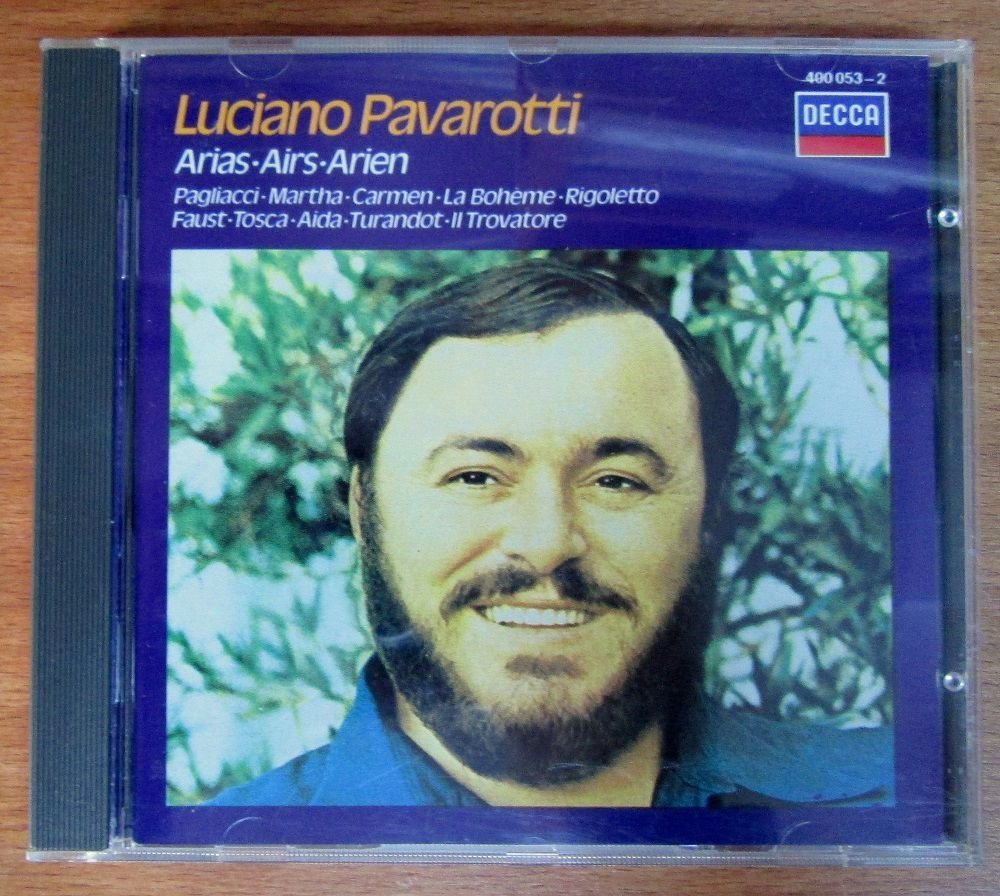 400 053-2
DECCA
Luciano Pavarotti
Arias·Airs·Arien
Pagliacci·Martha·Carmen·La Bohème·Rigoletto
Faust·Tosca·Aida·Turandot·Il Trovatore